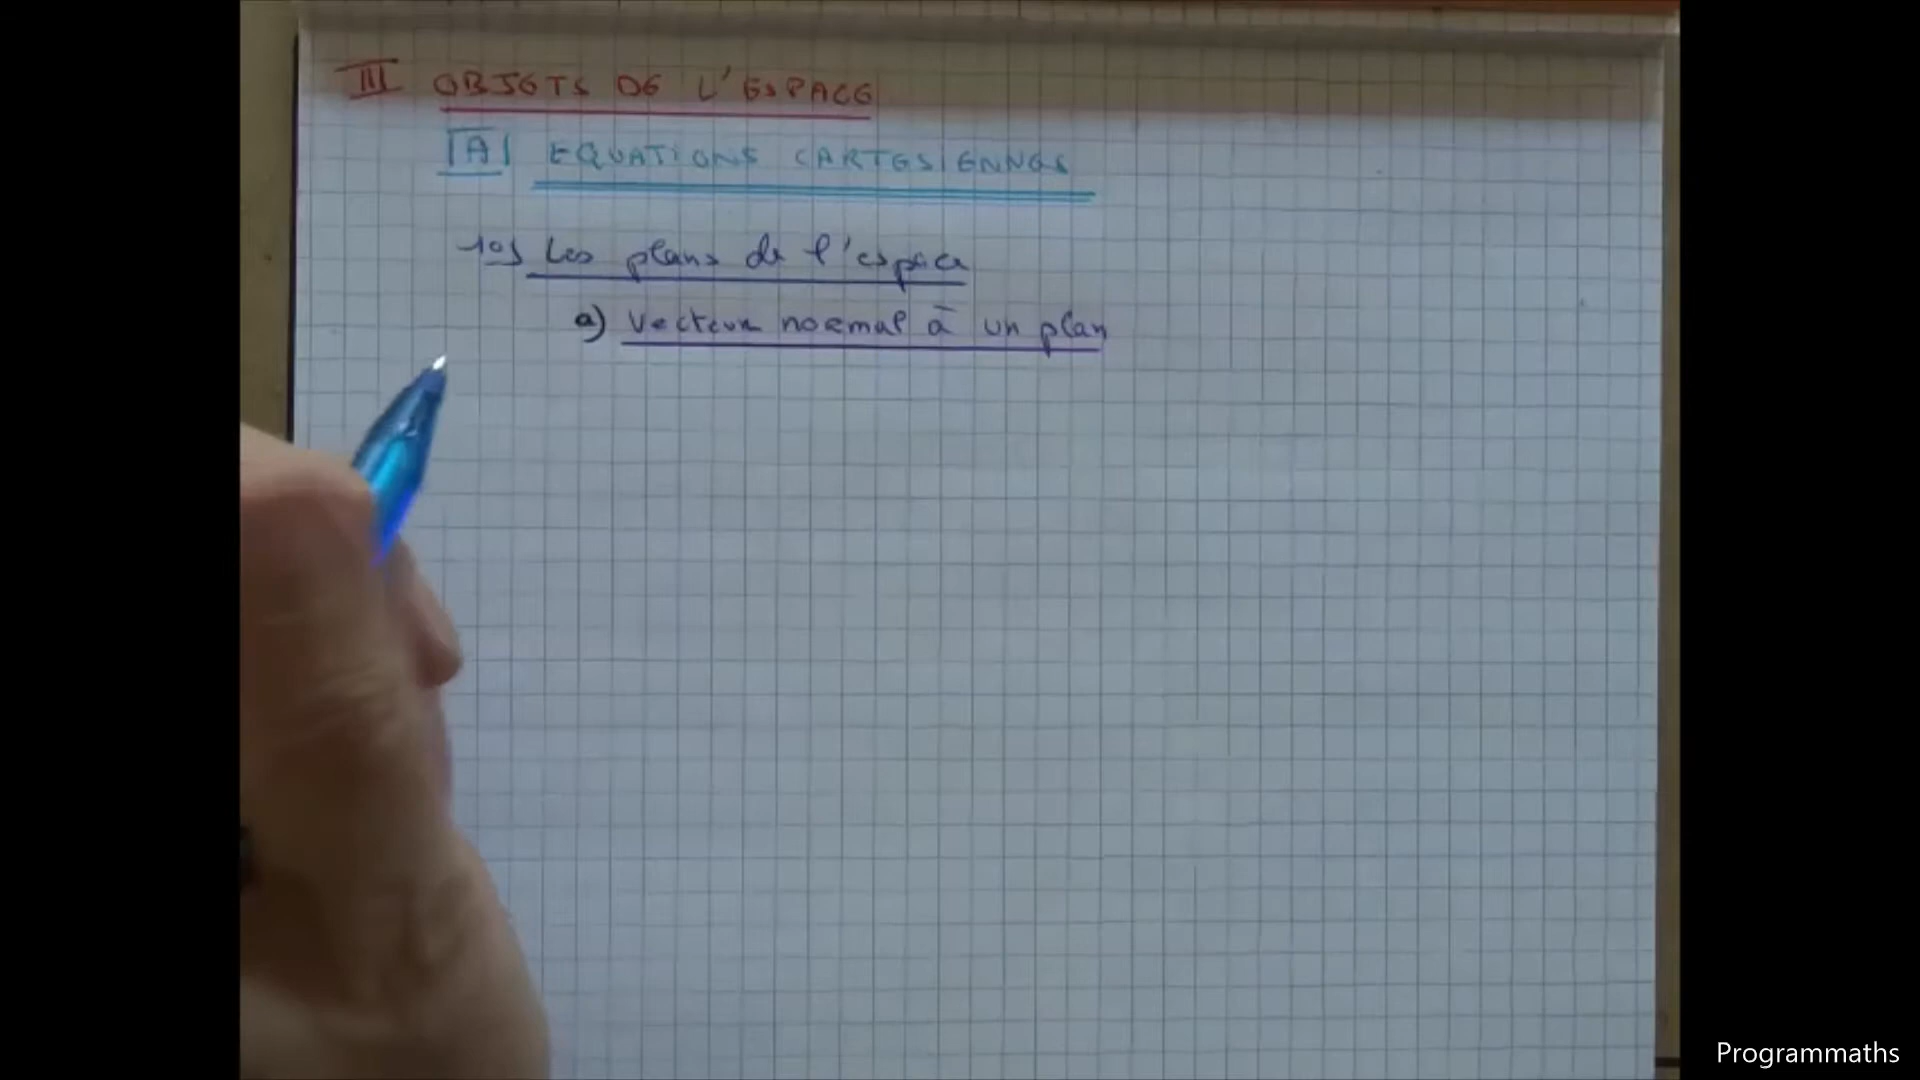 III OBJETS DE L'ESPACE
A EQUATIONS CARTESIENNES
1°) Les plans de l'espace
a) Vecteur normal à un plan
Programmaths